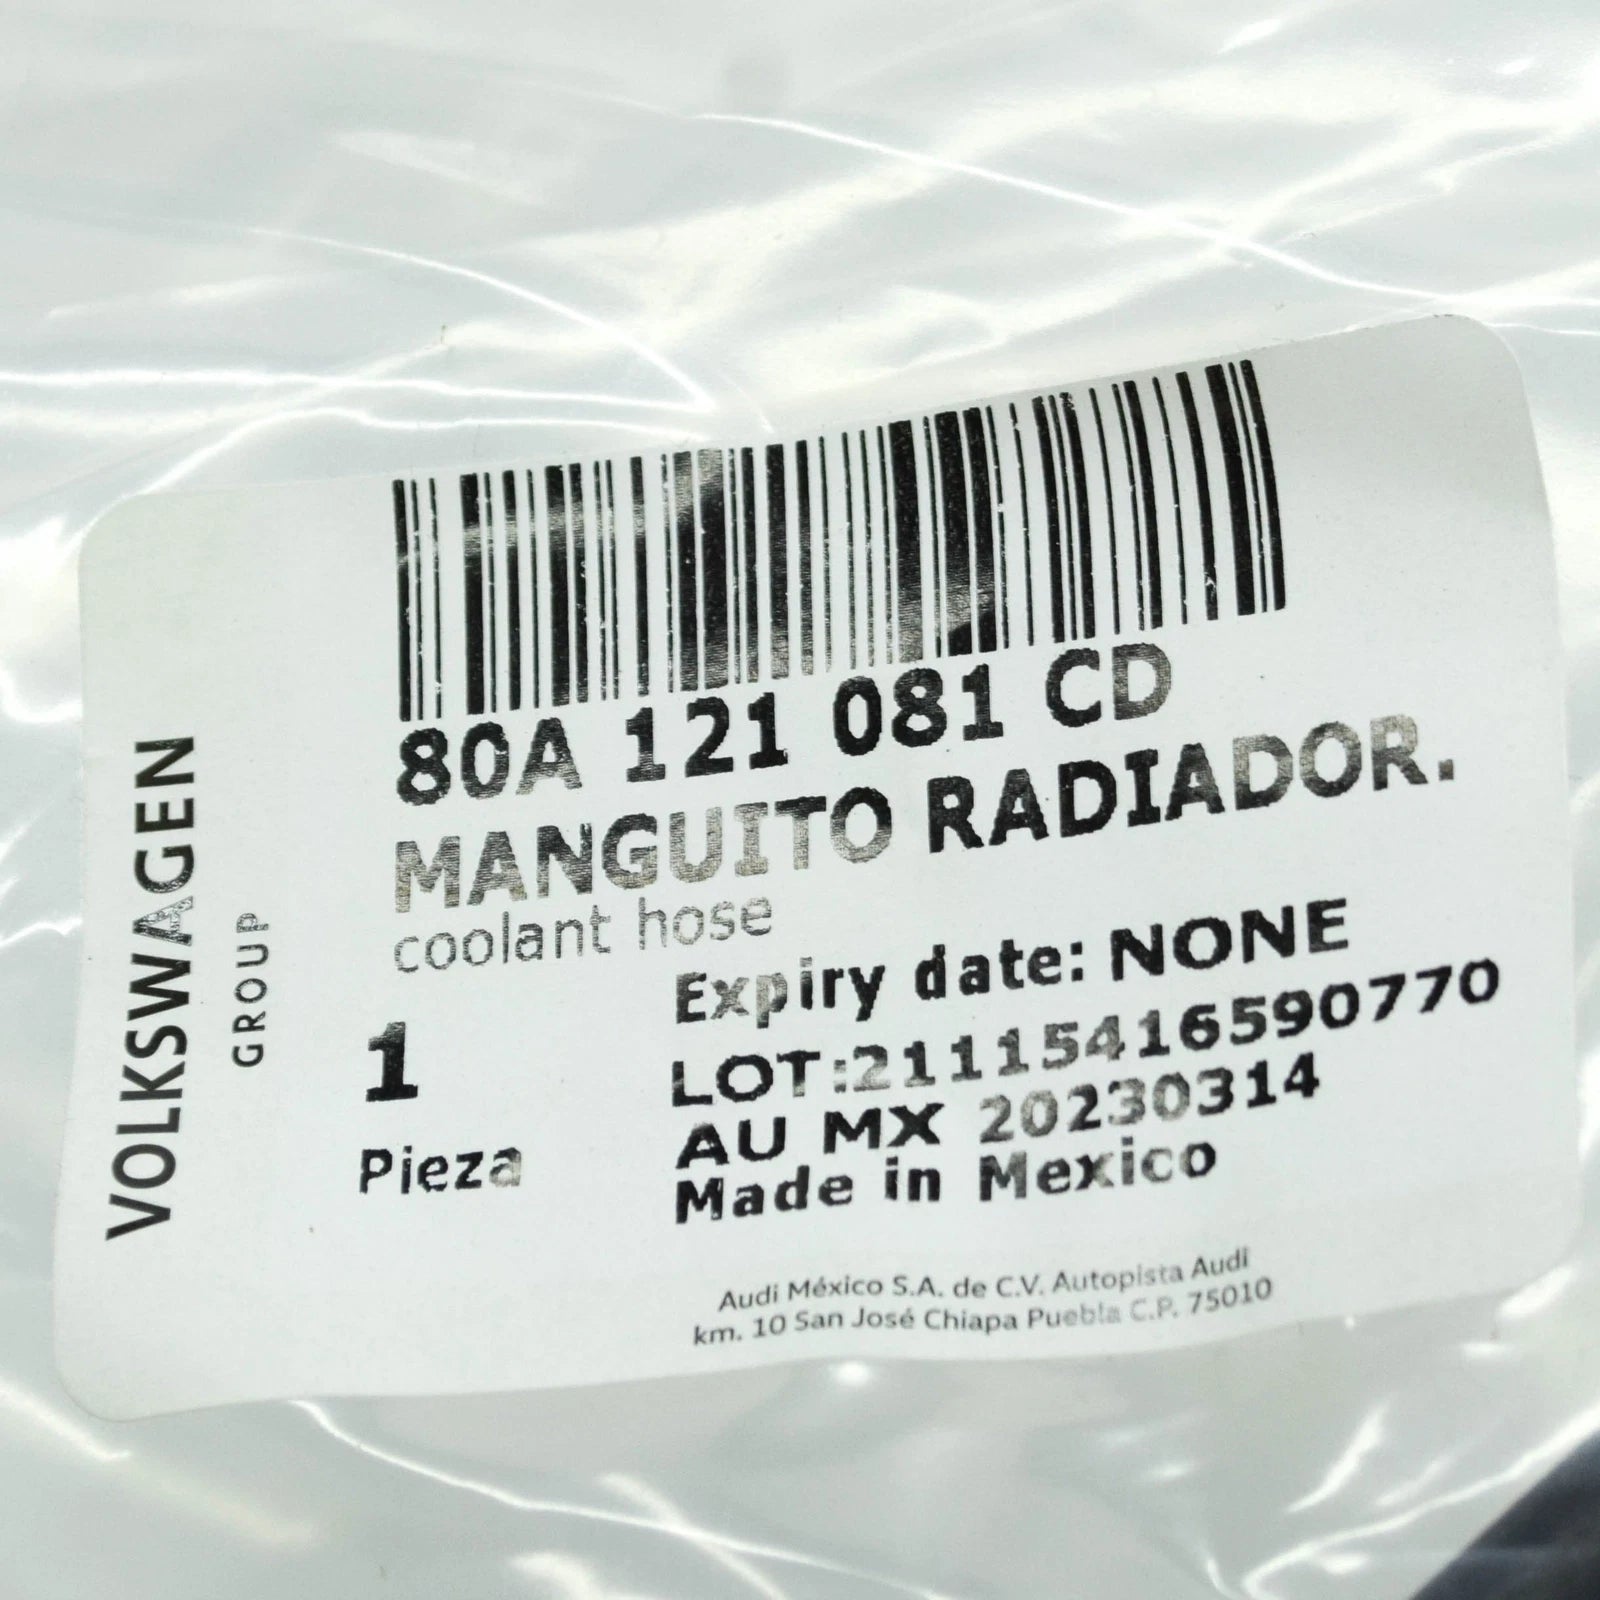 VOLKSWAGEN
GROUP
80A 121 081 CD
MANGUITO RADIADOR.
coolant hose
Expiry date: NONE
1
LOT:21115416590770
AU MX 20230314
Pieza
Made in Mexico
Audi México S.A. de C.V. Autopista Audi
km. 10 San José Chiapa Puebla C.P. 75010